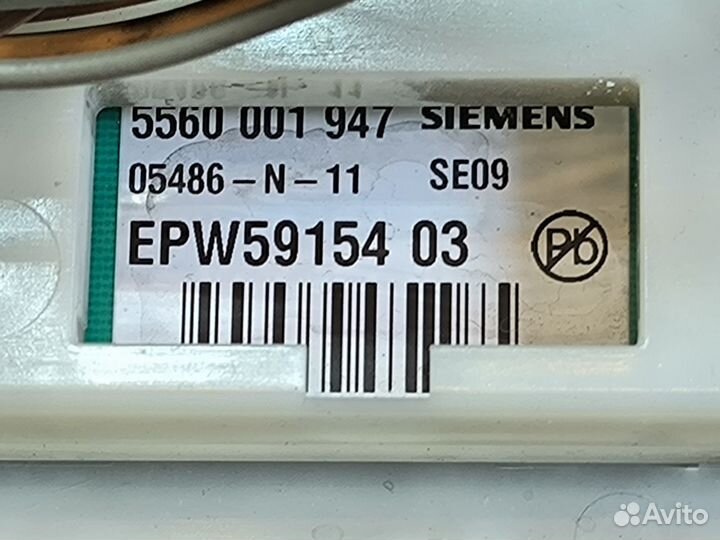 5560 001 947 SIEMENS
05486-N-11 SE09
EPW59154 03
Pb
Avito